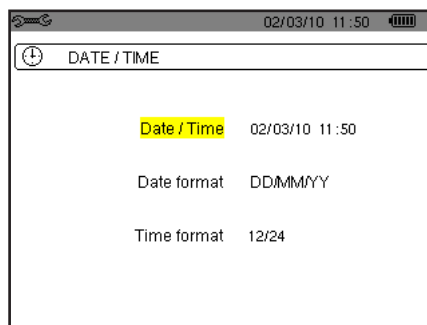 02/03/10 11:50
DATE / TIME
Date / Time 02/03/10 11:50
Date format DD/MM/YY
Time format 12/24